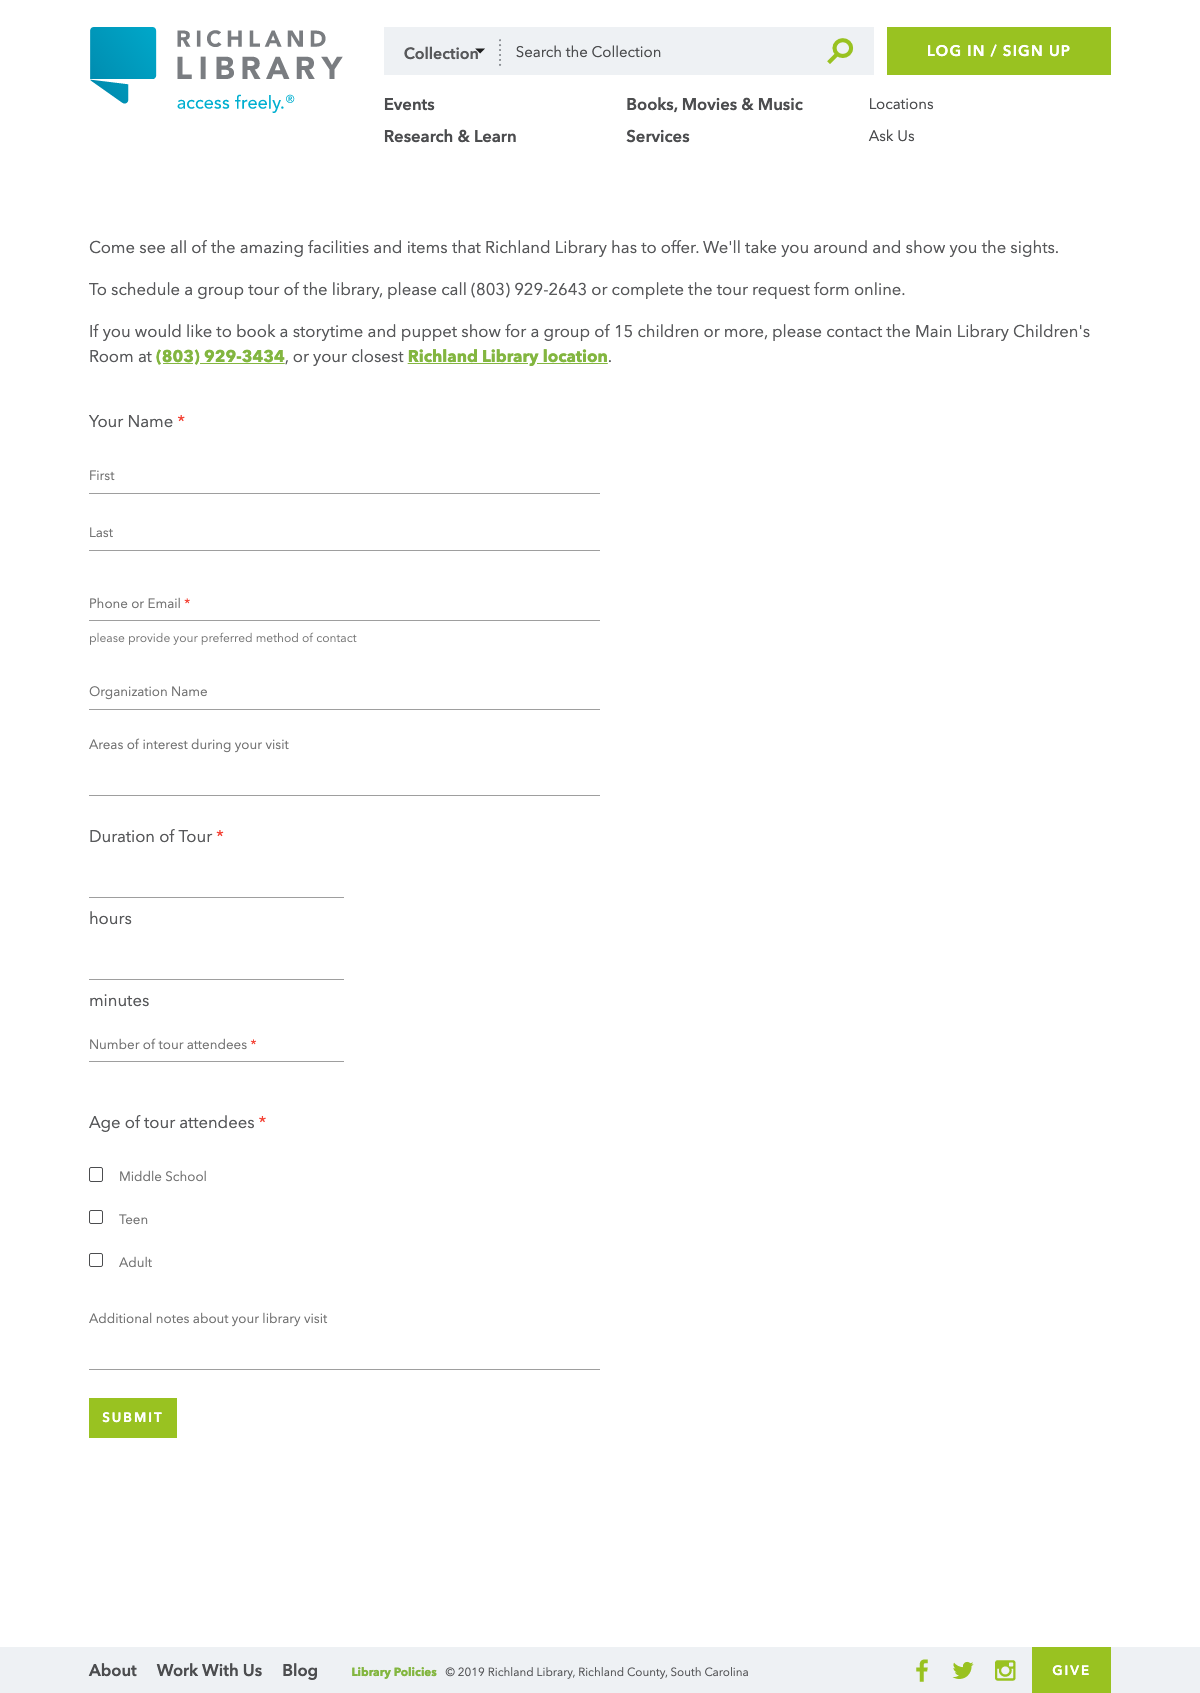 RICHLAND
LIBRARY
access freely.®
Collection
Search the Collection
LOG IN / SIGN UP
Events
Books, Movies & Music
Locations
Research & Learn
Services
Ask Us
Come see all of the amazing facilities and items that Richland Library has to offer. We'll take you around and show you the sights.
To schedule a group tour of the library, please call (803) 929-2643 or complete the tour request form online.
If you would like to book a storytime and puppet show for a group of 15 children or more, please contact the Main Library Children's
Room at (803) 929-3434, or your closest Richland Library location.
Your Name *
First
Last
Phone or Email *
please provide your preferred method of contact
Organization Name
Areas of interest during your visit
Duration of Tour *
hours
minutes
Number of tour attendees *
Age of tour attendees *
Middle School
Teen
Adult
Additional notes about your library visit
SUBMIT
About
Work With Us
Blog
Library Policies
© 2019 Richland Library, Richland County, South Carolina
GIVE